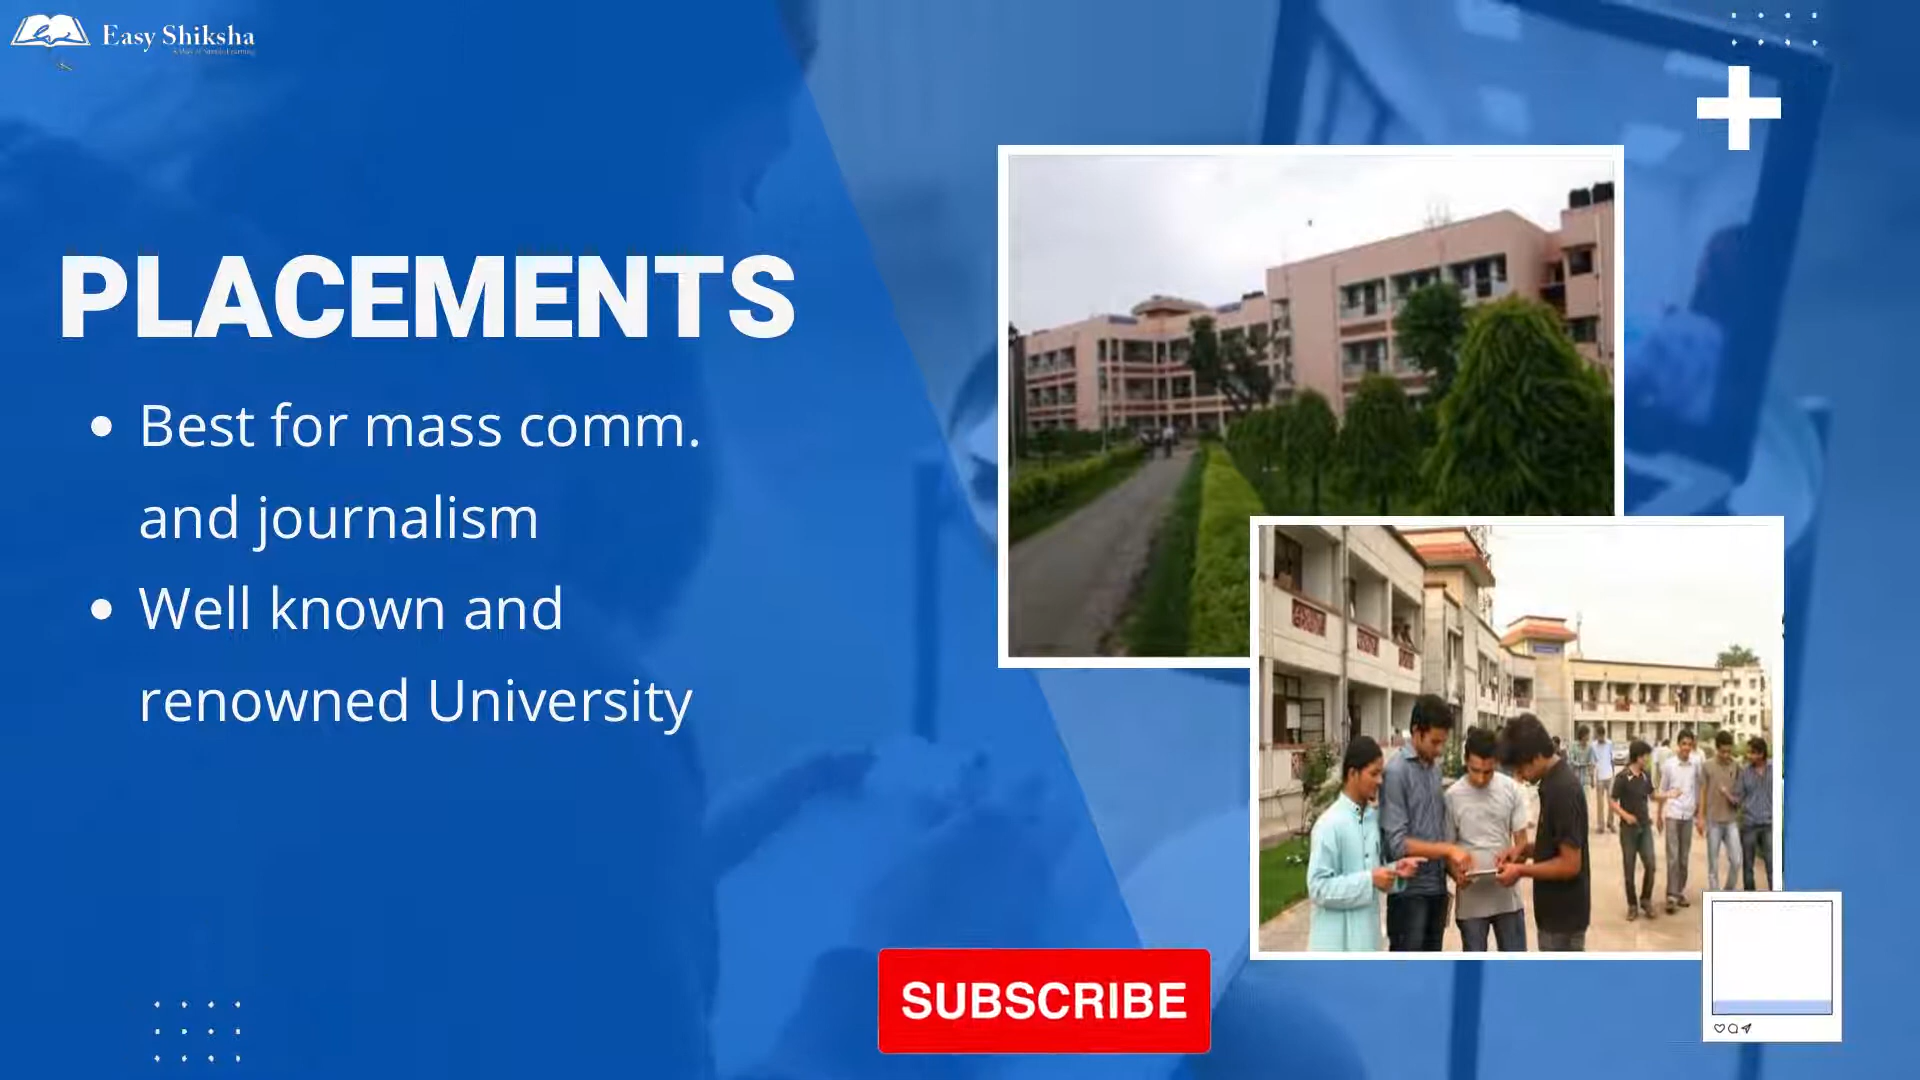 Easy Shiksha
PLACEMENTS
• Best for mass comm.
and journalism
• Well known and
renowned University
SUBSCRIBE